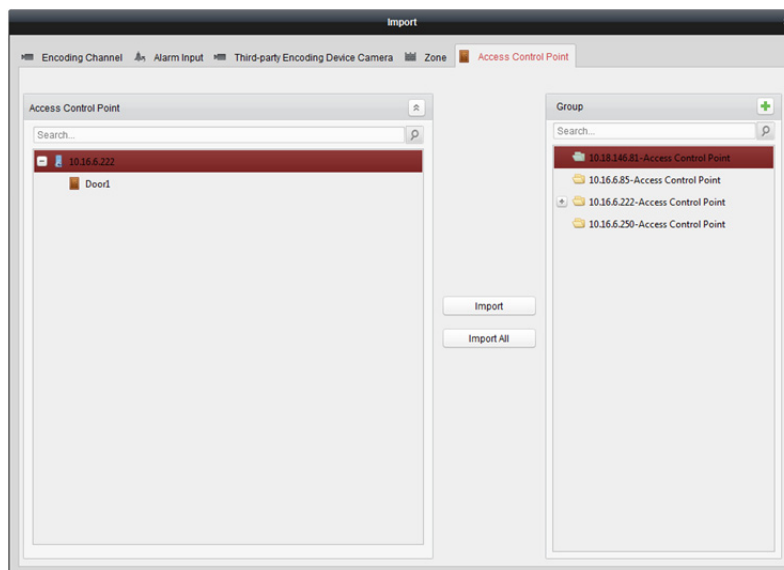 Import
Encoding Channel Alarm Input Third-party Encoding Device Camera Zone Access Control Point
Access Control Point
Search...
10.16.6.222
Door1
Import
Import All
Group
Search...
10.18.146.81-Access Control Point
10.16.6.85-Access Control Point
10.16.6.222-Access Control Point
10.16.6.250-Access Control Point